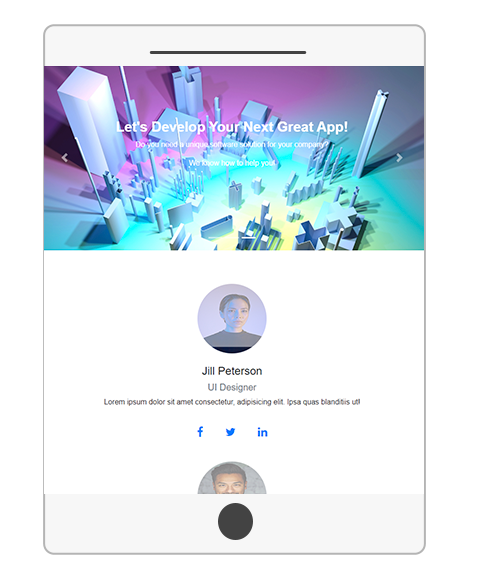 Let's Develop Your Next Great App!
Do you need a unique software solution for your company?
We know how to help you!
Jill Peterson
UI Designer
Lorem ipsum dolor sit amet consectetur, adipisicing elit. Ipsa quas blanditiis ut!